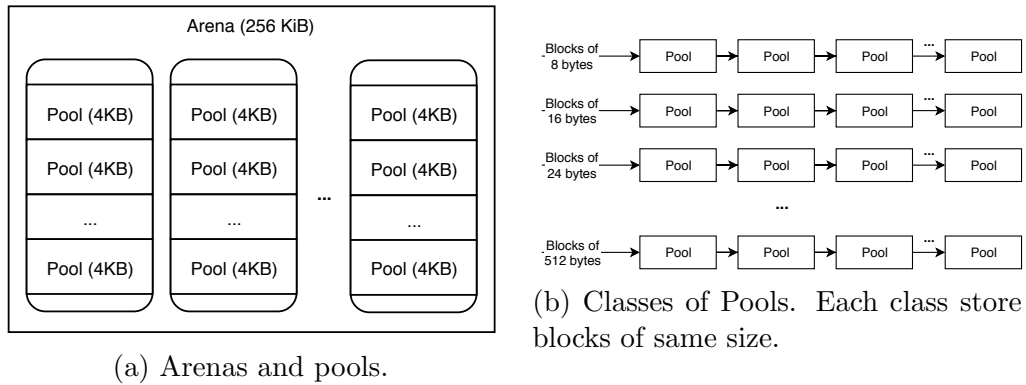 Arena (256 KiB)
Pool (4KB) Pool (4KB) Pool (4KB)
Pool (4KB) Pool (4KB) Pool (4KB)
...
... ... ...
Pool (4KB) Pool (4KB) Pool (4KB)
(a) Arenas and pools.
Blocks of
8 bytes
Pool Pool Pool ... Pool
Blocks of
16 bytes
Pool Pool Pool ... Pool
Blocks of
24 bytes
Pool Pool Pool ... Pool
...
Blocks of
512 bytes
Pool Pool Pool ... Pool
(b) Classes of Pools. Each class store
blocks of same size.